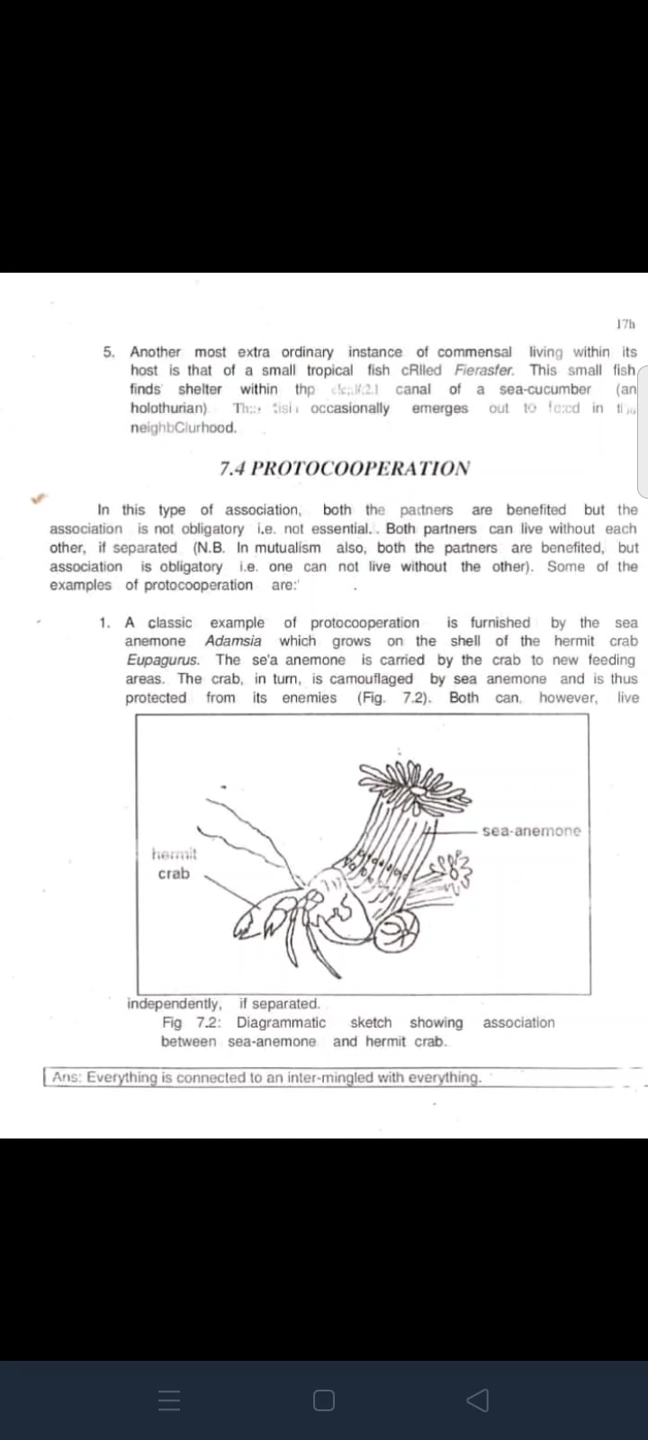 17b
5. Another most extra ordinary instance of commensal living within its
host is that of a small tropical fish cRlled Fierasfer. This small fish
finds shelter within thp canal of a sea-cucumber (an
holothurian). occasionally emerges out to in
neighbClurhood.
7.4 PROTOCOOPERATION
In this type of association, both the partners are benefited but the
association is not obligatory i.e. not essential. . Both partners can live without each
other, if separated (N.B. In mutualism also, both the partners are benefited, but
association is obligatory i.e. one can not live without the other). Some of the
examples of protocooperation are:'
1. A classic example of protocooperation is furnished by the sea
anemone Adamsia which grows on the shell of the hermit crab
Eupagurus. The se'a anemone is carried by the crab to new feeding
areas. The crab, in turn, is camouflaged by sea anemone and is thus
protected from its enemies (Fig. 7.2). Both can, however, live
sea-anemone
hermit
crab
independently, if separated.
Fig 7.2: Diagrammatic sketch showing association
between sea-anemone and hermit crab.
Ans: Everything is connected to an inter-mingled with everything.